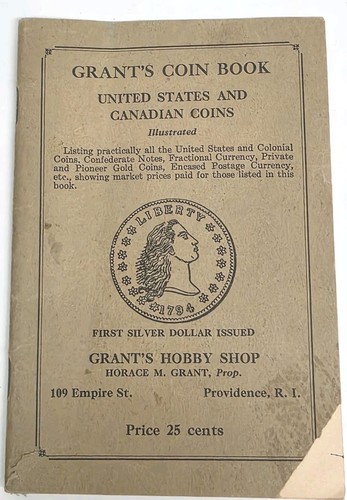 GRANT'S COIN BOOK
UNITED STATES AND
CANADIAN COINS
Illustrated
Listing practically all the United States and Colonial
Coins, Confederate Notes, Fractional Currency, Private
and Pioneer Gold Coins, Encased Postage Currency,
etc., showing market prices paid for those listed in this
book.
LIBERTY
1794
FIRST SILVER DOLLAR ISSUED
GRANT'S HOBBY SHOP
HORACE M. GRANT, Prop.
109 Empire St. Providence, R. I.
Price 25 cents